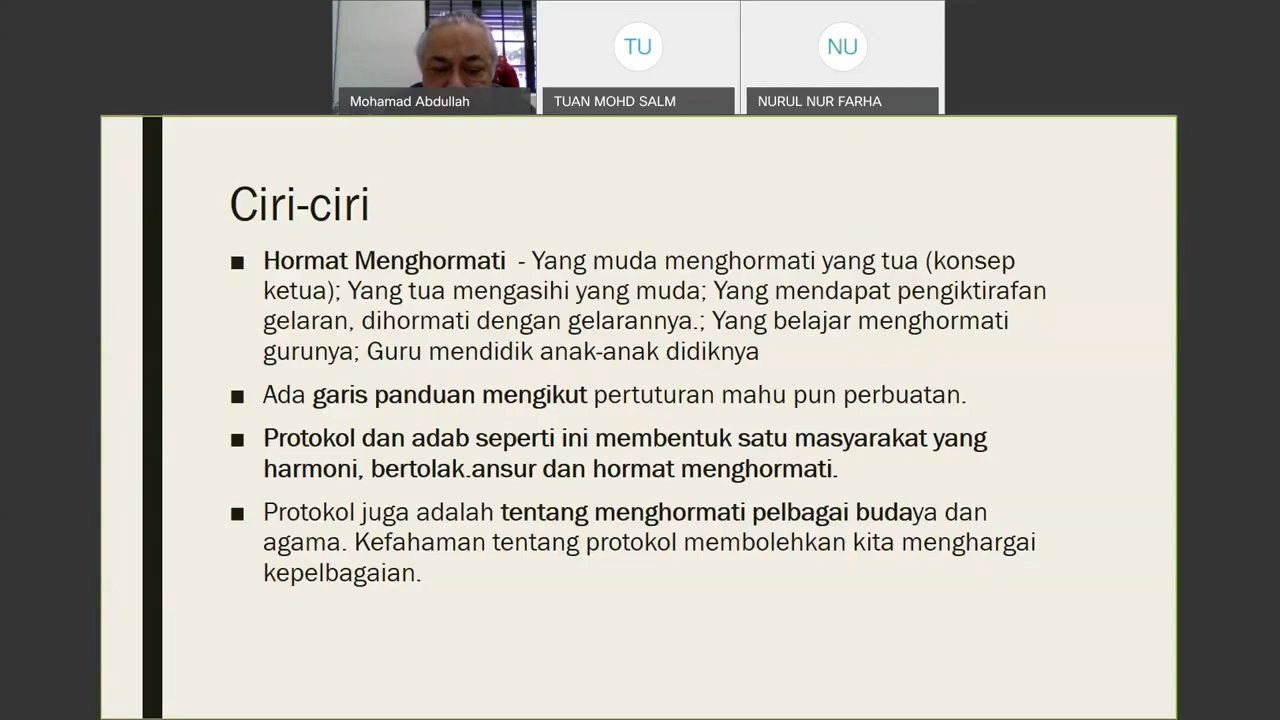 TU
NU
Mohamad Abdullah
TUAN MOHD SALM
NURUL NUR FARHA
Ciri-ciri
■ Hormat Menghormati - Yang muda menghormati yang tua (konsep
ketua); Yang tua mengasihi yang muda; Yang mendapat pengiktirafan
gelaran, dihormati dengan gelarannya.; Yang belajar menghormati
gurunya; Guru mendidik anak-anak didiknya
■ Ada garis panduan mengikut pertuturan mahu pun perbuatan.
■ Protokol dan adab seperti ini membentuk satu masyarakat yang
harmoni, bertolak.ansur dan hormat menghormati.
■ Protokol juga adalah tentang menghormati pelbagai budaya dan
agama. Kefahaman tentang protokol membolehkan kita menghargai
kepelbagaian.